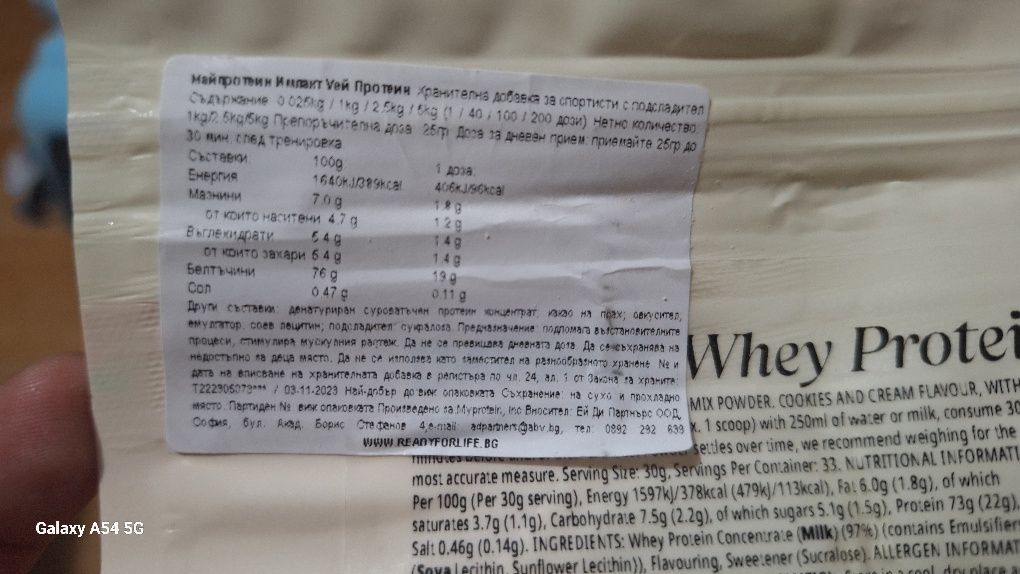 майпротеин Импакт Уей Протеин Хранителна добавка за спортисти с подсладител
Съдържание 0.025kg / 1kg / 2.5kg / 5kg (1 / 40 / 100 / 200 дози) Нетно количество:
1kg/2.5kg/5kg Препоръчителна доза 25гр Доза за дневен прием: приемайте 25гр до
30 мин. след тренировка
Съставки 100g 1 доза:
Енергия 1640kJ/389kcal 406kJ/96kcal
Мазнини 7.0 g 1.8 g
от които наситени 4.7 g 1.2 g
Въглехидрати 5.4 g 1.4 g
от които захари 5.4 g 1.4 g
Белтъчини 76 g 19 g
Сол 0.47 g 0.11 g
Други съставки: денатуриран суроватъчен протеин концентрат; какао на прах; овкусител,
емулгатор: соев лецитин; подсладител: сукралоза. Предназначение: подпомага възстановителните
процеси, стимулира мускулния растеж. Да не се превишава дневната доза. Да се съхранява на
недостъпно за деца място. Да не се използва като заместител на разнообразното хранене. № и
дата на вписване на хранителната добавка в регистъра по чл. 24, ал. 1 от Закона за храните:
/ 03-11-2023 Най-добър до: виж опаковката Съхранение: на сухо и прохладно
място. Партиден № виж опаковката Произведено за Myprotein, Inc Вносител: Ей Ди Партнърс ООД,
София, бул. Акад. Борис Стефанов 4,e-mail: adpartners@abv.bg, тел: 0892 292 639
WWW.READYFORLIFE.BG
Whey Protei
MIX POWDER. COOKIES AND CREAM FLAVOUR, WITH
x. 1 scoop) with 250ml of water or milk, consume 30
settles over time, we recommend weighing for the
most accurate measure. Serving Size: 30g, Servings Per Container: 33. NUTRITIONAL INFORMATI
Per 100g (Per 30g serving), Energy 1597kJ/378kcal (479kJ/113kcal), Fat 6.0g (1.8g), of which
saturates 3.7g (1.1g), Carbohydrate 7.5g (2.2g), of which sugars 5.1g (1.5g), Protein 73g (22g),
Salt 0.46g (0.14g). INGREDIENTS: Whey Protein Concentrate (Milk) (97%) (contains Emulsifier
(Soya Lecithin, Sunflower Lecithin)), Flavouring, Sweetener (Sucralose). ALLERGEN INFORMAT
Galaxy A54 5G